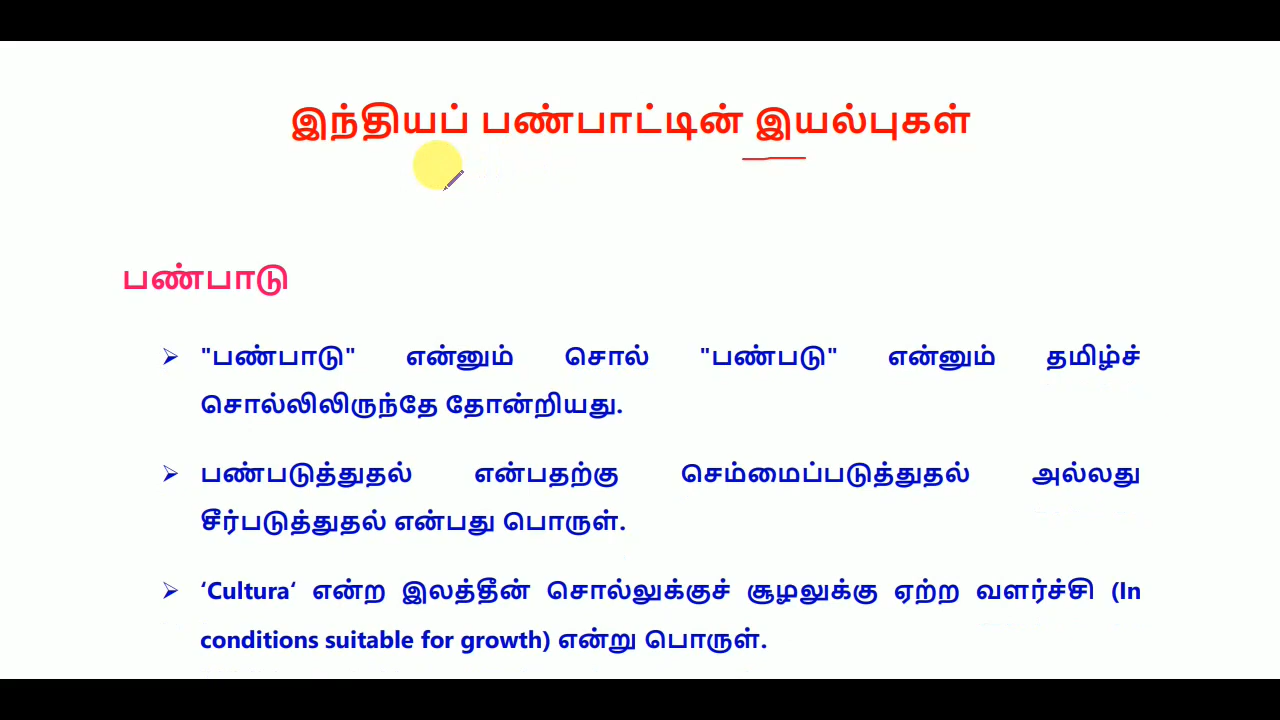 இந்தியப் பண்பாட்டின் இயல்புகள்
பண்பாடு
"பண்பாடு" என்னும் சொல் "பண்படு" என்னும் தமிழ்ச்
சொல்லிலிருந்தே தோன்றியது.
பண்படுத்துதல் என்பதற்கு செம்மைப்படுத்துதல் அல்லது
சீர்படுத்துதல் என்பது பொருள்.
‘Cultura‘ என்ற இலத்தீன் சொல்லுக்குச் சூழலுக்கு ஏற்ற வளர்ச்சி (In
conditions suitable for growth) என்று பொருள்.